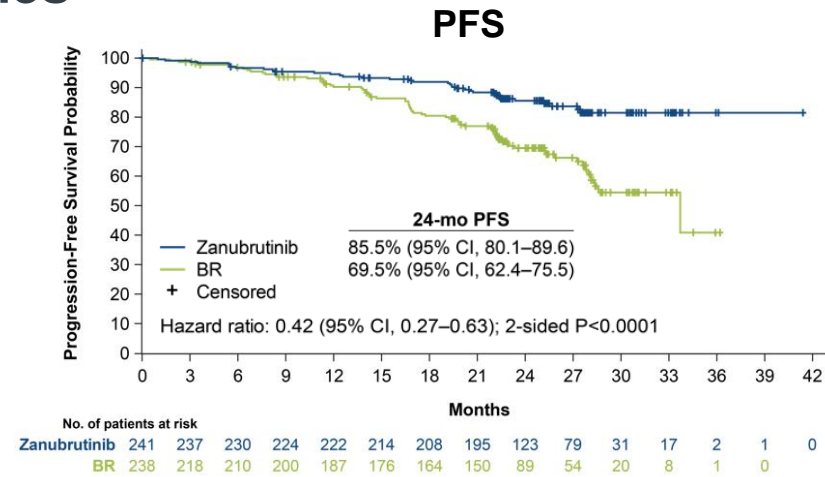 PFS
Progression-Free Survival Probability
100
90
80
70
60
50
40
30
20
10
0
24-mo PFS
Zanubrutinib 85.5% (95% CI, 80.1–89.6)
BR 69.5% (95% CI, 62.4–75.5)
+ Censored
Hazard ratio: 0.42 (95% CI, 0.27–0.63); 2-sided P<0.0001
0 3 6 9 12 15 18 21 24 27 30 33 36 39 42
Months
No. of patients at risk
Zanubrutinib 241 237 230 224 222 214 208 195 123 79 31 17 2 1 0
BR 238 218 210 200 187 176 164 150 89 54 20 8 1 0